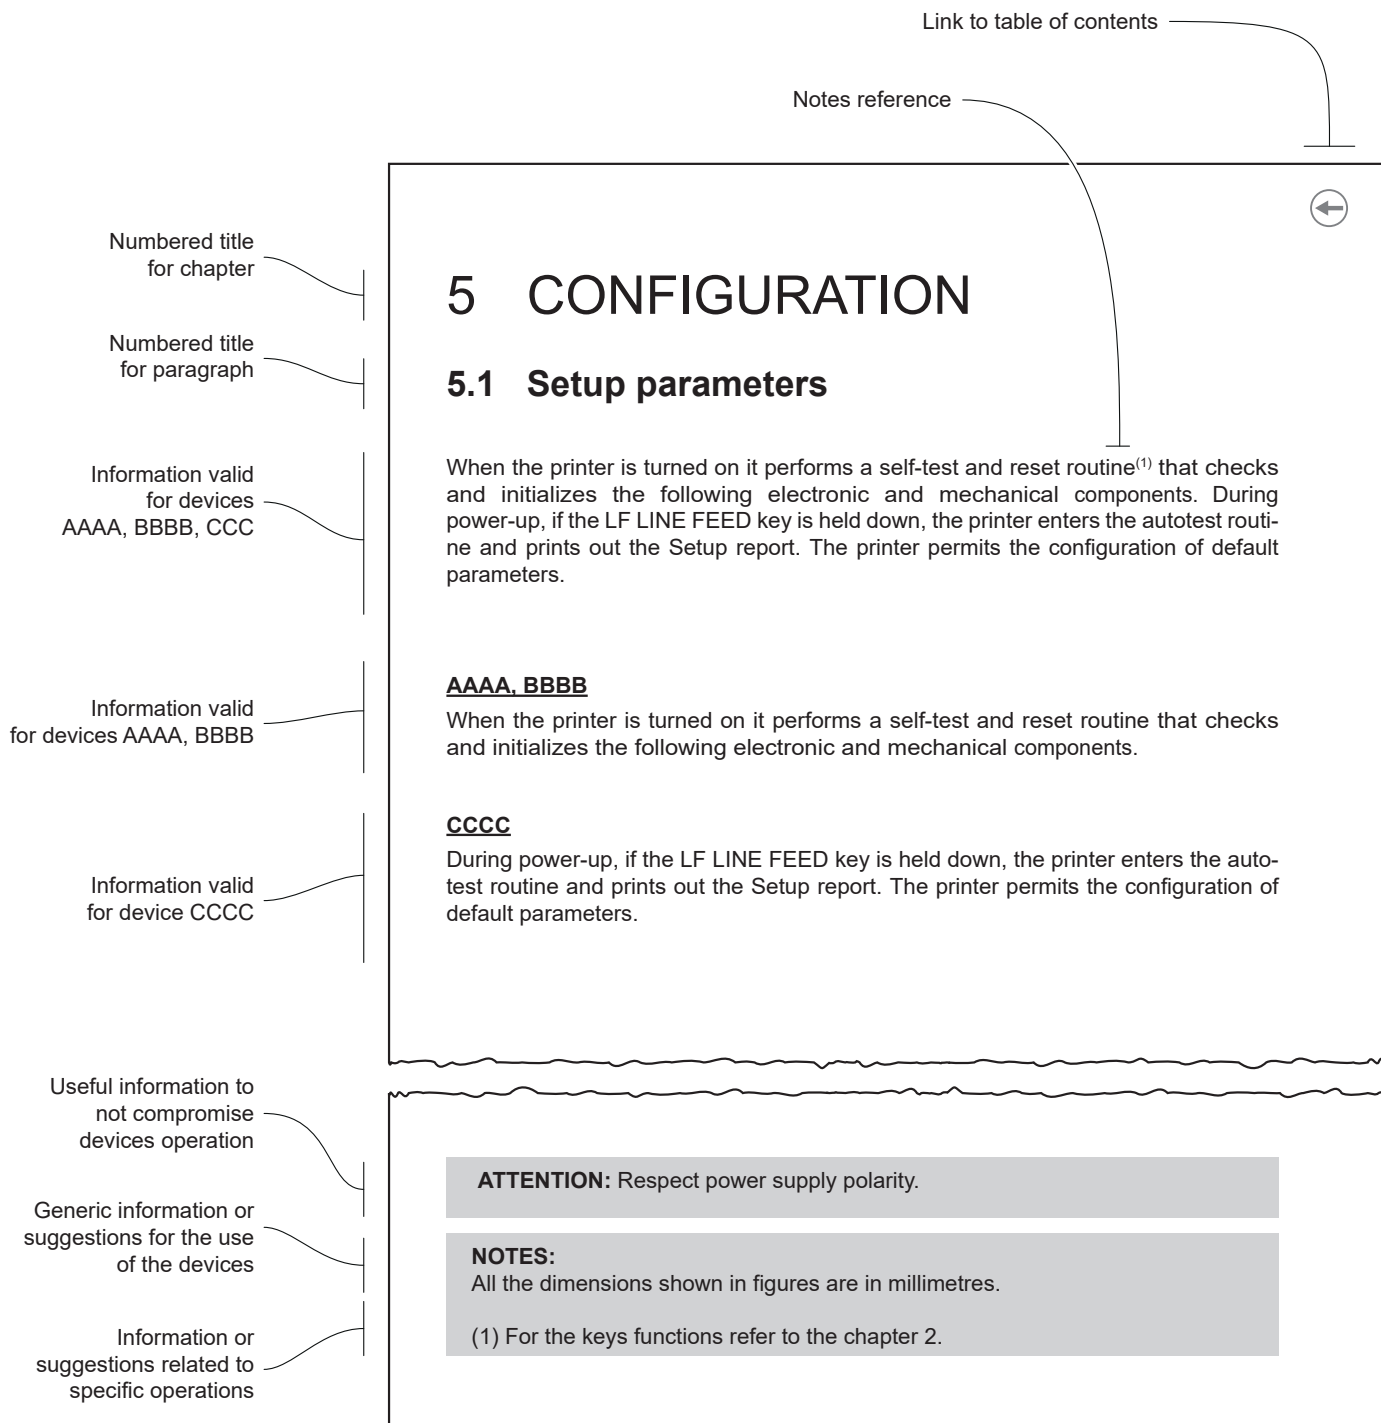 Link to table of contents
Notes reference
Numbered title
for chapter
5 CONFIGURATION
Numbered title
for paragraph
5.1 Setup parameters
Information valid
for devices
AAAA, BBBB, CCC
When the printer is turned on it performs a self-test and reset routine(1) that checks
and initializes the following electronic and mechanical components. During
power-up, if the LF LINE FEED key is held down, the printer enters the autotest routi-
ne and prints out the Setup report. The printer permits the configuration of default
parameters.
Information valid
for devices AAAA, BBBB
AAAA, BBBB
When the printer is turned on it performs a self-test and reset routine that checks
and initializes the following electronic and mechanical components.
Information valid
for device CCCC
CCCC
During power-up, if the LF LINE FEED key is held down, the printer enters the auto-
test routine and prints out the Setup report. The printer permits the configuration of
default parameters.
Useful information to
not compromise
devices operation
ATTENTION: Respect power supply polarity.
Generic information or
suggestions for the use
of the devices
NOTES:
All the dimensions shown in figures are in millimetres.
Information or
suggestions related to
specific operations
(1) For the keys functions refer to the chapter 2.